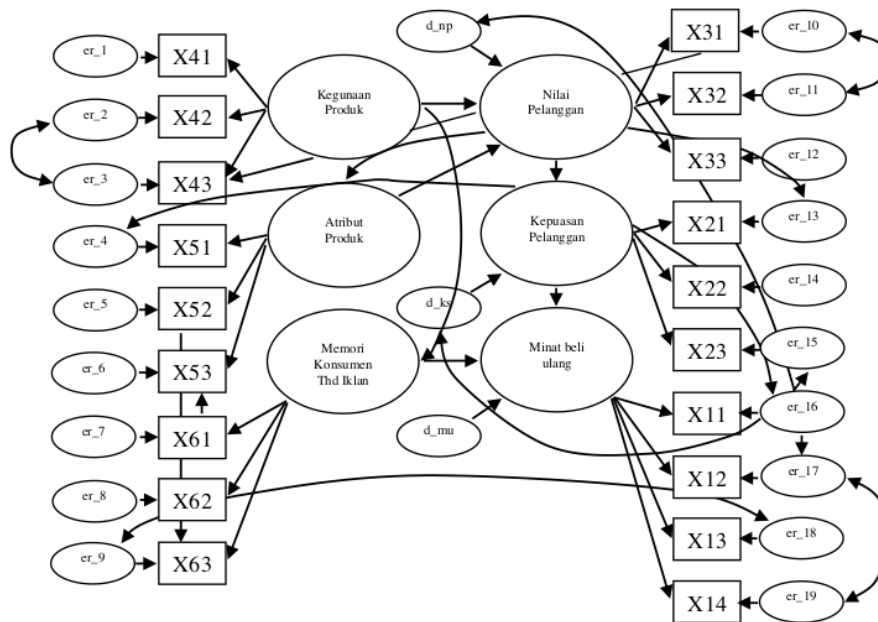 er_1
X41
er_2
X42
er_3
X43
er_4
X51
er_5
X52
er_6
X53
er_7
X61
er_8
X62
er_9
X63
Kegunaan
Produk
Atribut
Produk
Memori
Konsumen
Thd Iklan
d_np
Nilai
Pelanggan
Kepuasan
Pelanggan
d_ks
Minat beli
ulang
d_mu
X31
er_10
X32
er_11
X33
er_12
X21
er_13
X22
er_14
X23
er_15
X11
er_16
X12
er_17
X13
er_18
X14
er_19